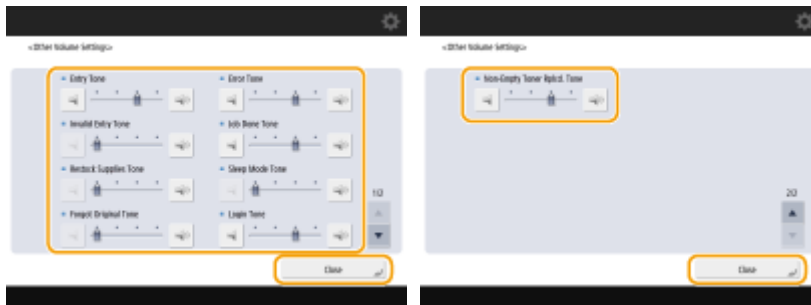 <Other Volume Settings>
Entry Tone
Error Tone
Invalid Entry Tone
Job Done Tone
Restock Supplies Tone
Sleep Mode Tone
Forgot Original Tone
Login Tone
1/2
Close
<Other Volume Settings>
Non-Empty Toner Rplcd. Tone
2/2
Close